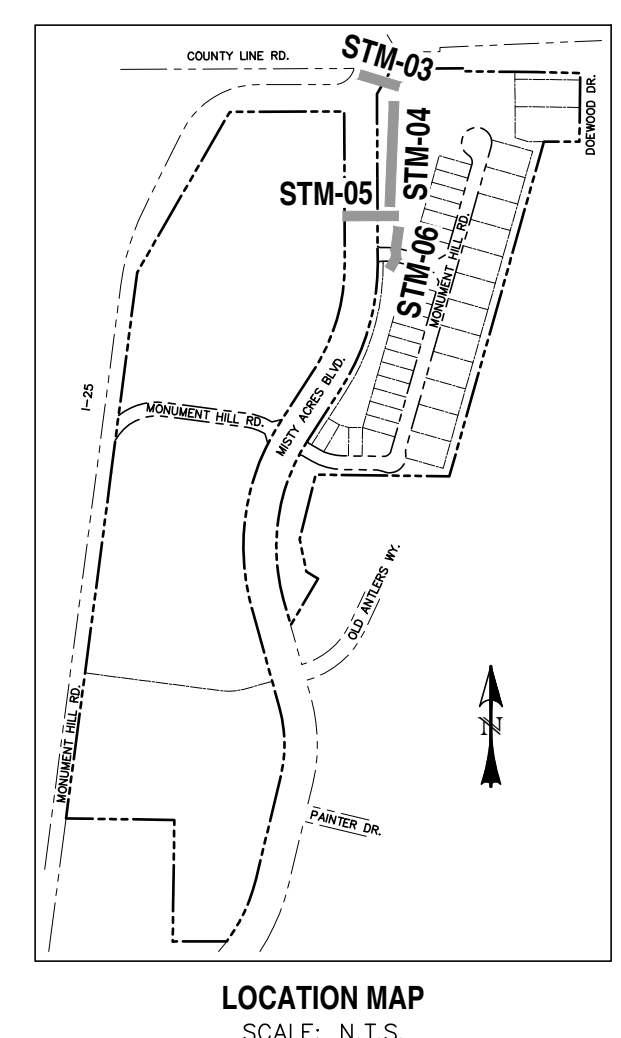 COUNTY LINE RD.
STM-03
DOEWOOD DR.
STM-04
STM-05
STM-06
MONUMENT HILL RD.
I-25
MONUMENT HILL RD.
MISTY ACRES BLVD.
OLD ANTLERS WY.
N
MONUMENT HILL RD.
PAINTER DR.
LOCATION MAP
SCALE: N.T.S.